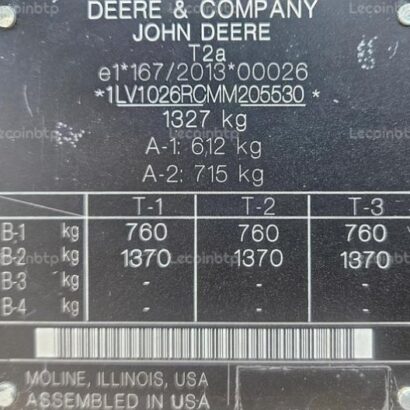 DEERE & COMPANY
JOHN DEERE
T2a
e1*167/2013*00026
*1LV1026RCMM205530*
1327 kg
A-1: 612 kg
A-2: 715 kg
T-1 T-2 T-3
B-1 kg 760 760 760
B-2 kg 1370 1370 1370
B-3 kg - - -
B-4 kg - - -
MOLINE, ILLINOIS, USA
ASSEMBLED IN USA
Lecoinbtp